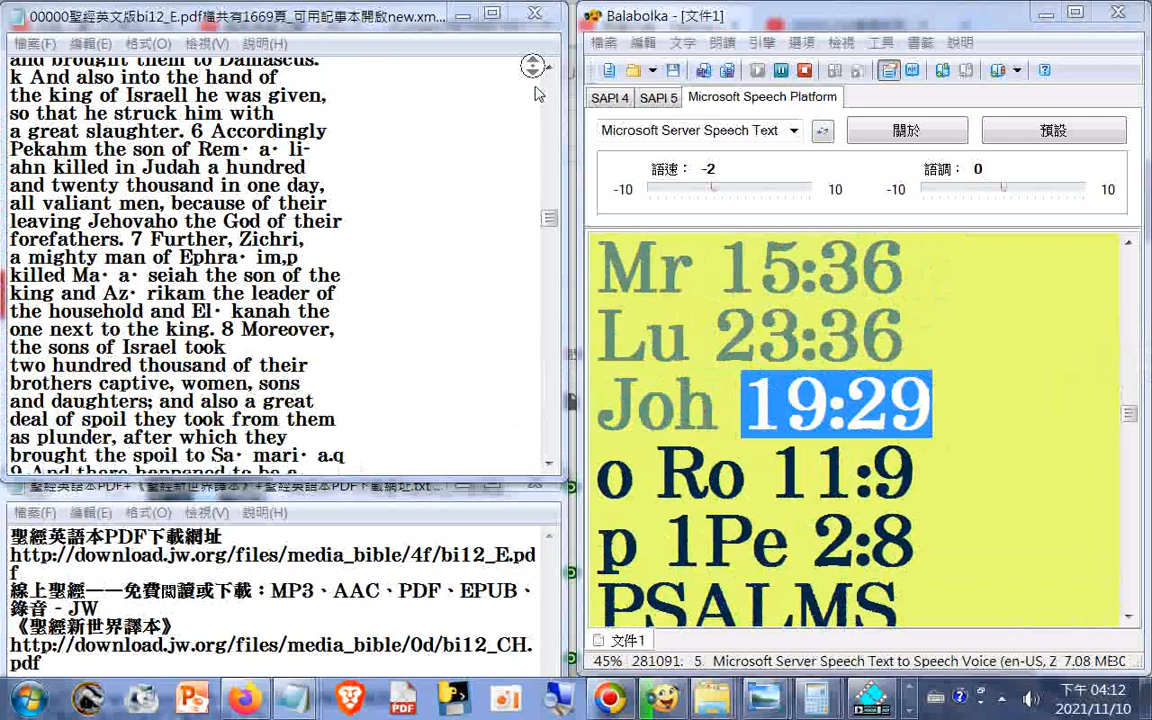 00000聖經英文版bi12_E.pdf檔共有1669頁_可用記事本開啟new.xm...
檔案(F) 編輯(E) 格式(O) 檢視(V) 說明(H)
and brought them to Damascus.
k And also into the hand of
the king of Israell he was given,
so that he struck him with
a great slaughter. 6 Accordingly
Pekahm the son of Rem· a· li-
ahn killed in Judah a hundred
and twenty thousand in one day,
all valiant men, because of their
leaving Jehovaho the God of their
forefathers. 7 Further, Zichri,
a mighty man of Ephra· im,p
killed Ma· a· seiah the son of the
king and Az· rikam the leader of
the household and El· kanah the
one next to the king. 8 Moreover,
the sons of Israel took
two hundred thousand of their
brothers captive, women, sons
and daughters; and also a great
deal of spoil they took from them
as plunder, after which they
brought the spoil to Sa· mari· a.q
9 And there happened to be a
聖經英語本PDF+《聖經新世界譯本》+聖經英語本PDF下載網址.txt ...
檔案(F) 編輯(E) 格式(O) 檢視(V) 說明(H)
聖經英語本PDF下載網址
http://download.jw.org/files/media_bible/4f/bi12_E.pd
f
線上聖經——免費閱讀或下載：MP3、AAC、PDF、EPUB、
錄音 - JW
《聖經新世界譯本》
http://download.jw.org/files/media_bible/0d/bi12_CH.
pdf
Balabolka - [文件1]
檔案 編輯 文字 朗讀 引擎 選項 檢視 工具 書籤 說明
SAPI 4 SAPI 5 Microsoft Speech Platform
Microsoft Server Speech Text 關於 預設
語速： -2 語調： 0
-10 10 -10 10
Mr 15:36
Lu 23:36
Joh 19:29
o Ro 11:9
p 1Pe 2:8
PSALMS
文件1
45% 281091: 5 Microsoft Server Speech Text to Speech Voice (en-US, Z 7.08 MB
PDF
下午 04:12
2021/11/10